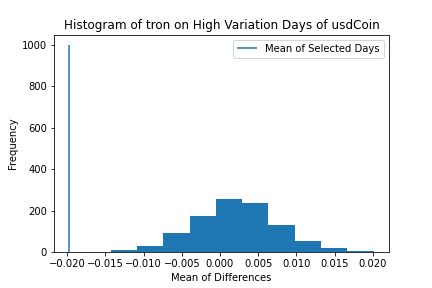 Histogram of tron on High Variation Days of usdCoin
Mean of Selected Days
1000
800
600
400
200
0
Frequency
−0.020 −0.015 −0.010 −0.005 0.000 0.005 0.010 0.015 0.020
Mean of Differences